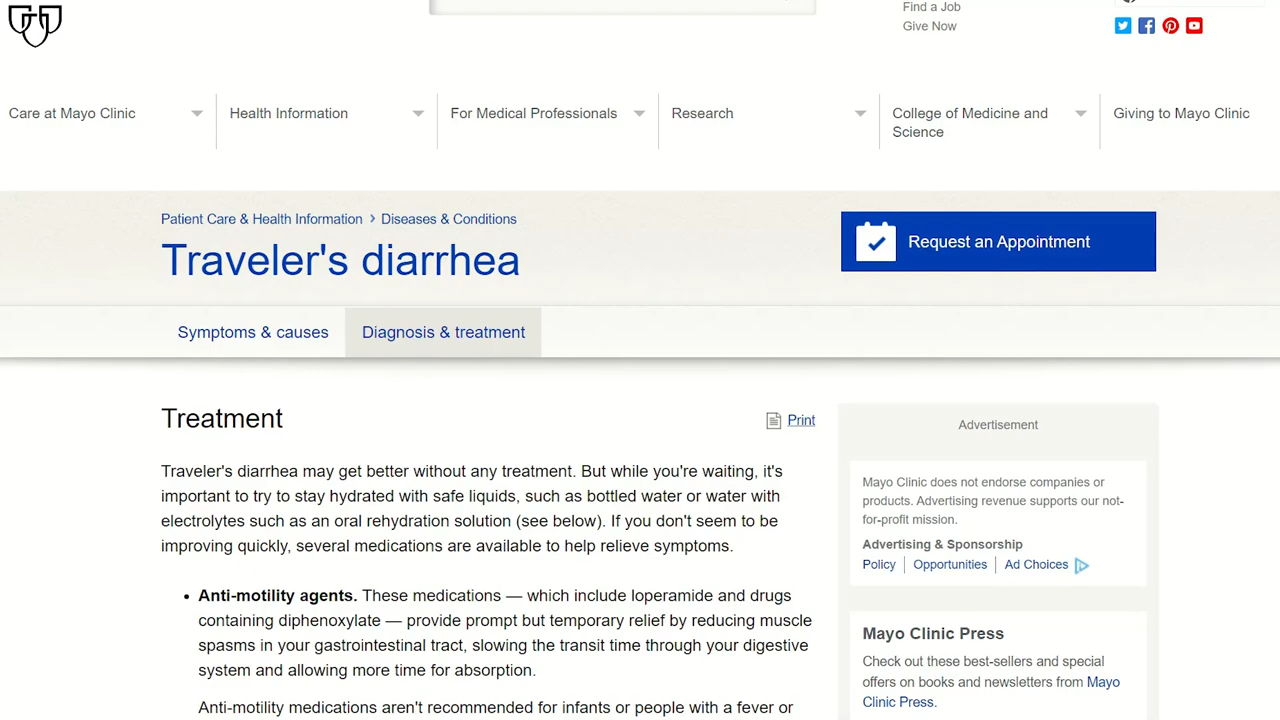 Find a Job
Give Now
Care at Mayo Clinic
Health Information
For Medical Professionals
Research
College of Medicine and
Science
Giving to Mayo Clinic
Patient Care & Health Information › Diseases & Conditions
Traveler's diarrhea
Request an Appointment
Symptoms & causes
Diagnosis & treatment
Treatment
Print
Traveler's diarrhea may get better without any treatment. But while you're waiting, it's
important to try to stay hydrated with safe liquids, such as bottled water or water with
electrolytes such as an oral rehydration solution (see below). If you don't seem to be
improving quickly, several medications are available to help relieve symptoms.
• Anti-motility agents. These medications — which include loperamide and drugs
containing diphenoxylate — provide prompt but temporary relief by reducing muscle
spasms in your gastrointestinal tract, slowing the transit time through your digestive
system and allowing more time for absorption.
Anti-motility medications aren't recommended for infants or people with a fever or
Advertisement
Mayo Clinic does not endorse companies or
products. Advertising revenue supports our not-
for-profit mission.
Advertising & Sponsorship
Policy | Opportunities | Ad Choices
Mayo Clinic Press
Check out these best-sellers and special
offers on books and newsletters from Mayo
Clinic Press.